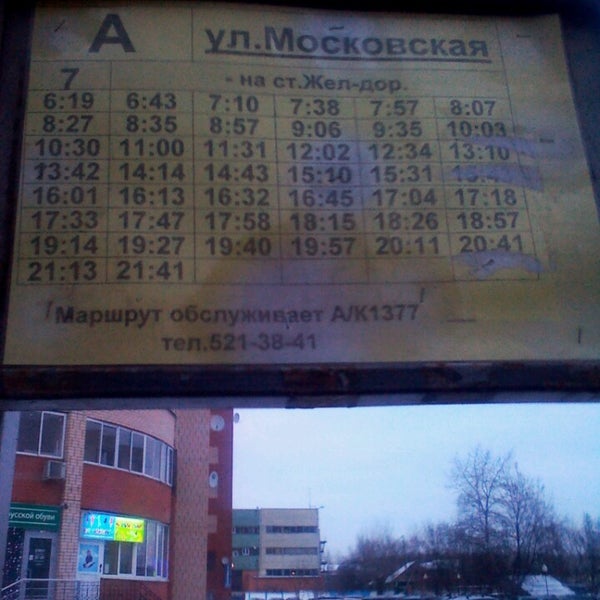 А ул.Московская
7 - на ст.Жел-дор.
6:19 6:43 7:10 7:38 7:57 8:07
8:27 8:35 8:57 9:06 9:35 10:03
10:30 11:00 11:31 12:02 12:34 13:10
13:42 14:14 14:43 15:10 15:31
16:01 16:13 16:32 16:45 17:04 17:18
17:33 17:47 17:58 18:15 18:26 18:57
19:14 19:27 19:40 19:57 20:11 20:41
21:13 21:41
Маршрут обслуживает А/К1377
тел.521-38-41
русской обуви